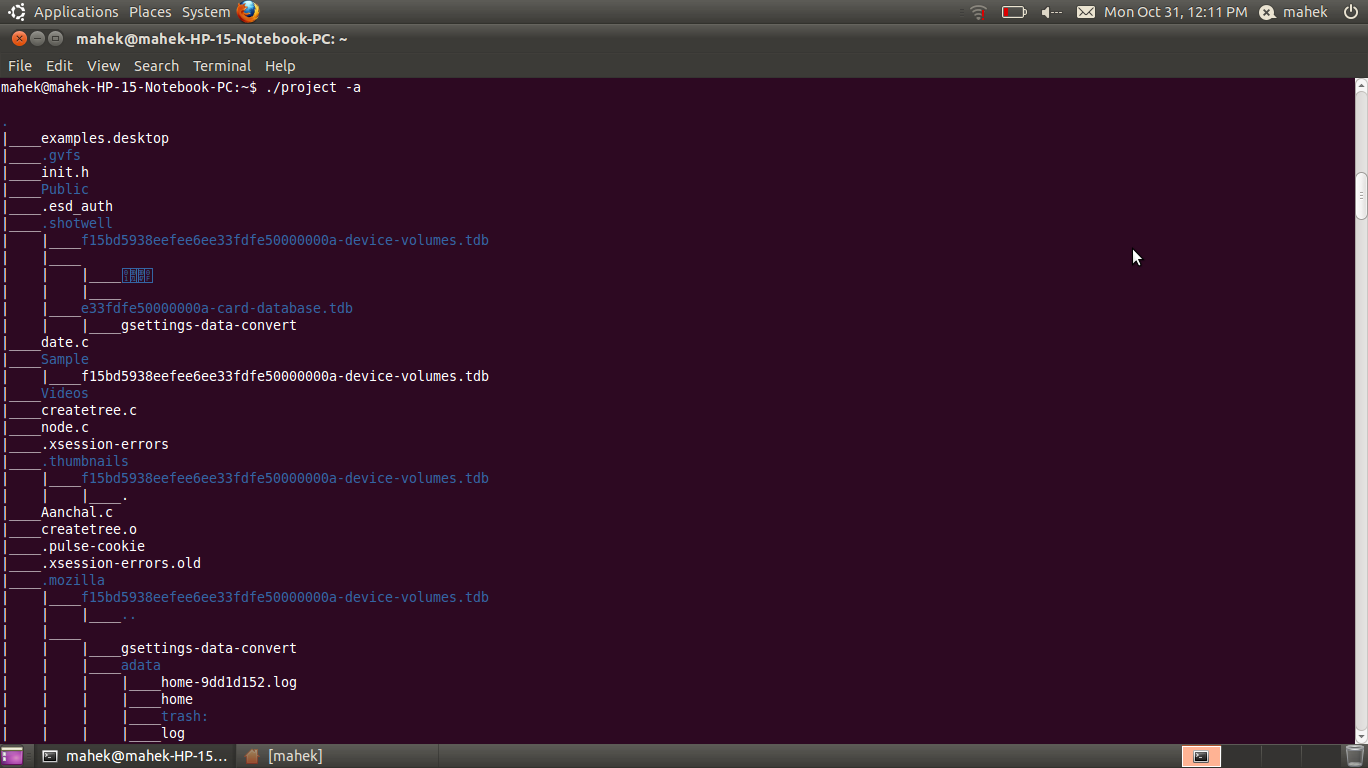 Applications Places System Mon Oct 31, 12:11 PM mahek
mahek@mahek-HP-15-Notebook-PC: ~
File Edit View Search Terminal Help
mahek@mahek-HP-15-Notebook-PC:~$ ./project -a
.
|____examples.desktop
|____.gvfs
|____init.h
|____Public
|____.esd_auth
|____.shotwell
|    |____f15bd5938eefee6ee33fdfe50000000a-device-volumes.tdb
|    |____
|    |    |____
|    |    |____
|    |____e33fdfe50000000a-card-database.tdb
|    |    |____gsettings-data-convert
|____date.c
|____Sample
|    |____f15bd5938eefee6ee33fdfe50000000a-device-volumes.tdb
|____Videos
|____createtree.c
|____node.c
|____.xsession-errors
|____.thumbnails
|    |____f15bd5938eefee6ee33fdfe50000000a-device-volumes.tdb
|    |    |____.
|____Aanchal.c
|____createtree.o
|____.pulse-cookie
|____.xsession-errors.old
|____.mozilla
|    |____f15bd5938eefee6ee33fdfe50000000a-device-volumes.tdb
|    |    |____..
|    |____
|    |    |____gsettings-data-convert
|    |    |____adata
|    |    |    |____home-9dd1d152.log
|    |    |    |____home
|    |    |    |____trash:
|    |    |    |____log
mahek@mahek-HP-15... [mahek]